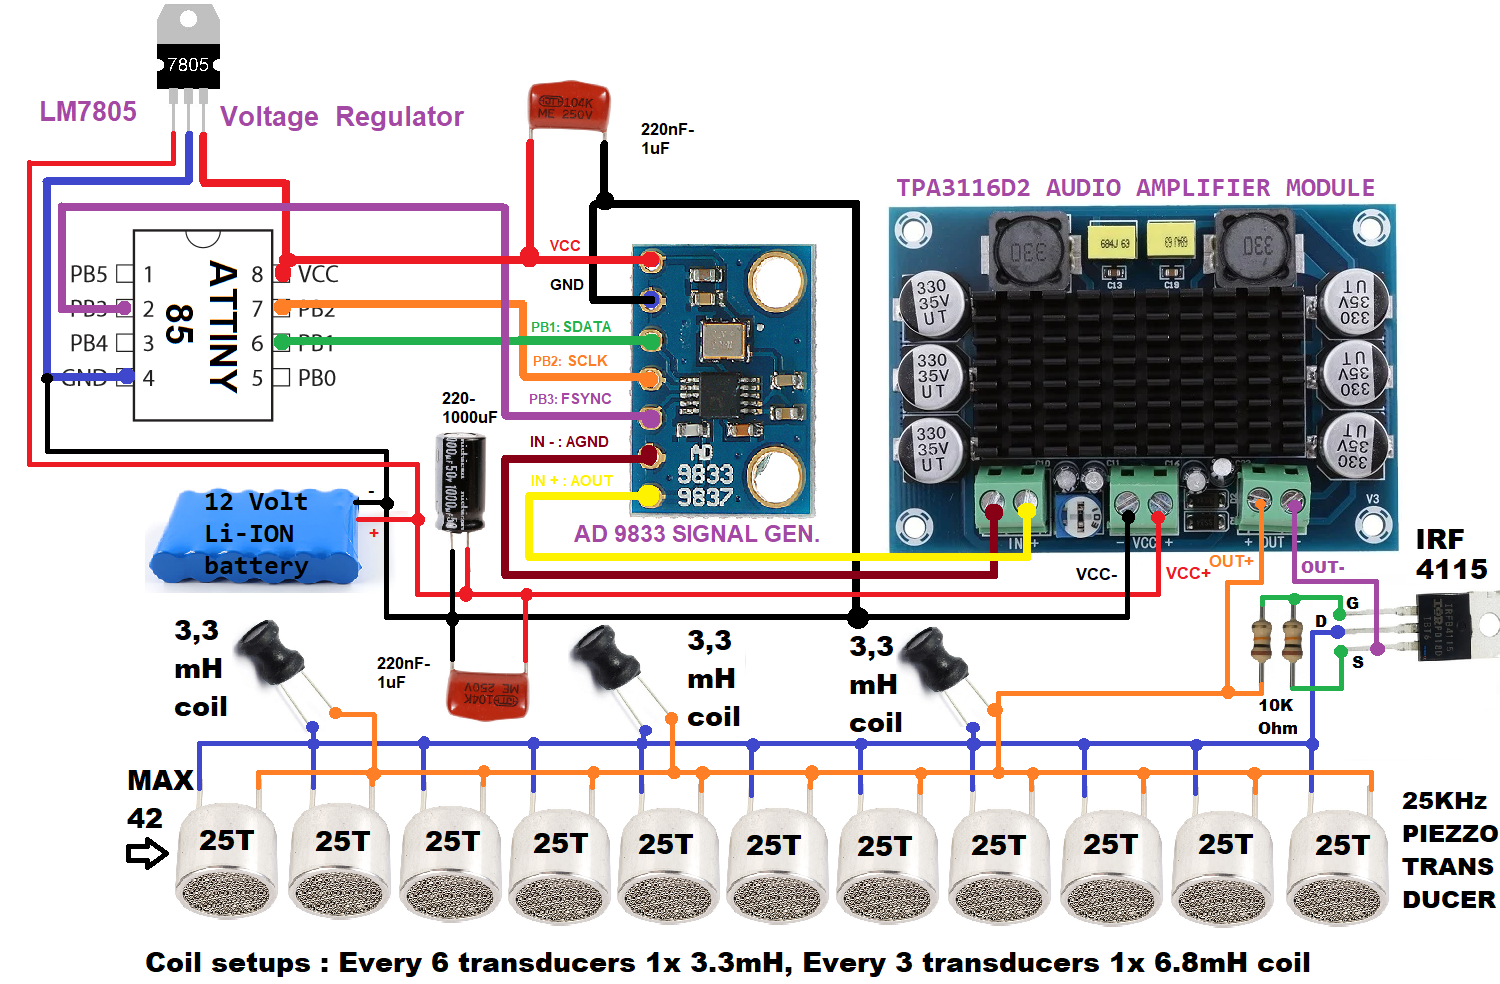 7805
LM7805
Voltage Regulator
104K
ME 250V
220nF-
1uF
TPA3116D2 AUDIO AMPLIFIER MODULE
PB5 1
2
PB4 3
GND 4
ATTINY
85
8 VCC
7 PB2
6 PB1
5 PB0
VCC
GND
PB1: SDATA
PB2: SCLK
PB3: FSYNC
IN - : AGND
IN + : AOUT
AD
9833
9837
AD 9833 SIGNAL GEN.
220-
1000uF
12 Volt
Li-ION
battery
-
+
330
684J 63
63 684J
330
C13
C19
330
35V
UT
330
35V
UT
330
35V
UT
330
35V
UT
330
35V
UT
330
35V
UT
V3
IN +
- VCC +
+ OUT -
VCC-
VCC+
OUT+
OUT-
IRF
4115
G
D
S
IRFB4115
10K
Ohm
220nF-
1uF
104K
ME 250V
3,3
mH
coil
3,3
mH
coil
3,3
mH
coil
MAX
42
25T
25T
25T
25T
25T
25T
25T
25T
25T
25T
25T
25KHz
PIEZZO
TRANS
DUCER
Coil setups : Every 6 transducers 1x 3.3mH, Every 3 transducers 1x 6.8mH coil